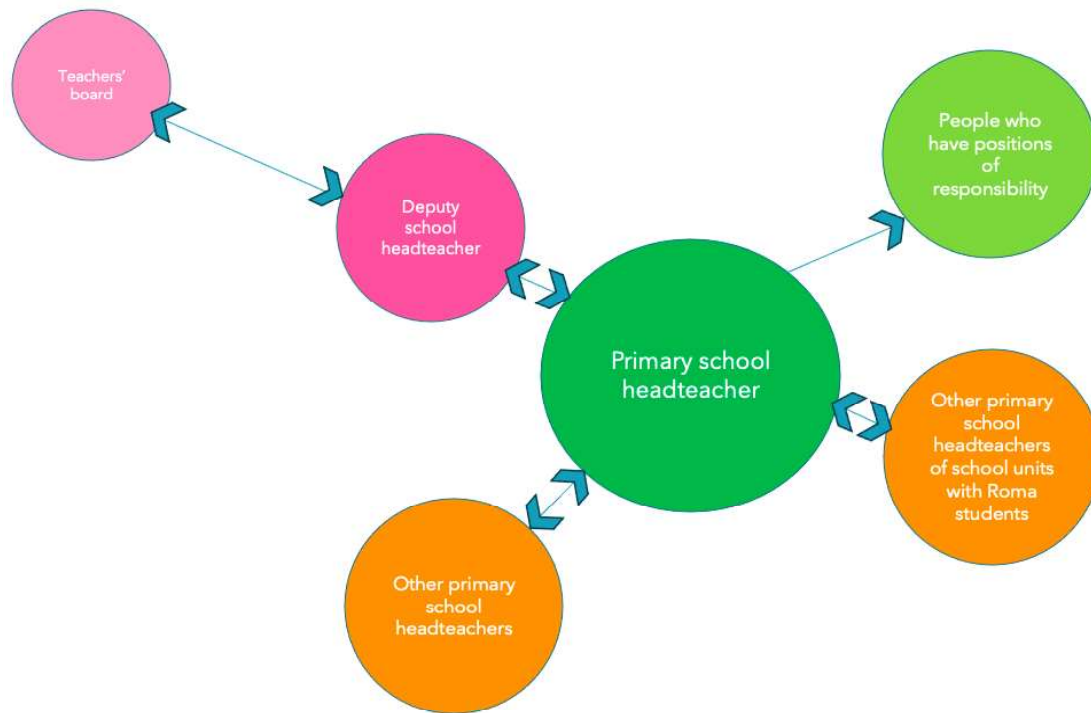 Teachers'
board
People who
have positions
of
responsibility
Deputy
school
headteacher
Primary school
headteacher
Other primary
school
headteachers
of school units
with Roma
students
Other primary
school
headteachers